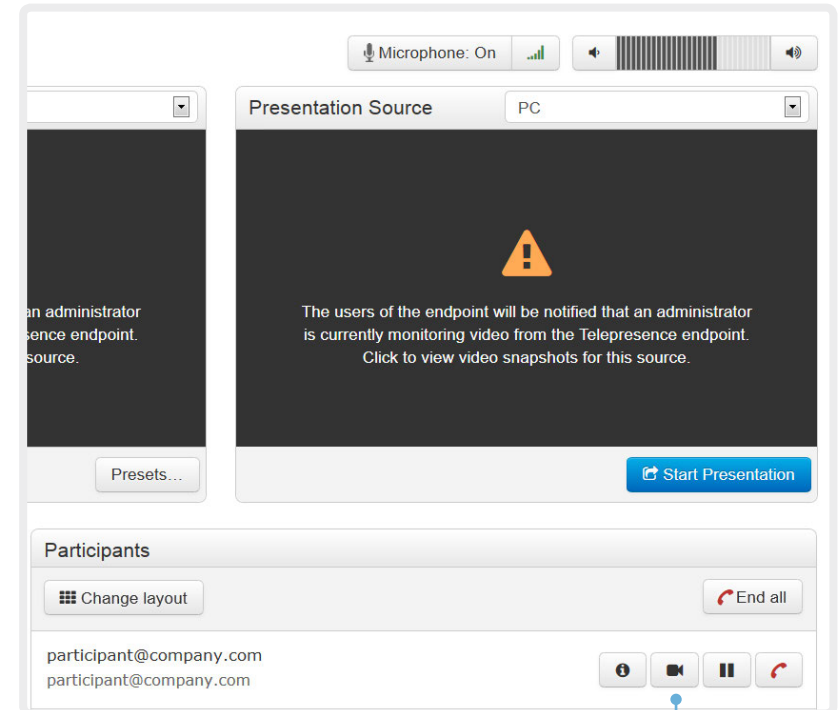 Microphone: On
Presentation Source
PC
an administrator
sence endpoint.
source.
The users of the endpoint will be notified that an administrator
is currently monitoring video from the Telepresence endpoint.
Click to view video snapshots for this source.
Presets...
Start Presentation
Participants
Change layout
End all
participant@company.com
participant@company.com